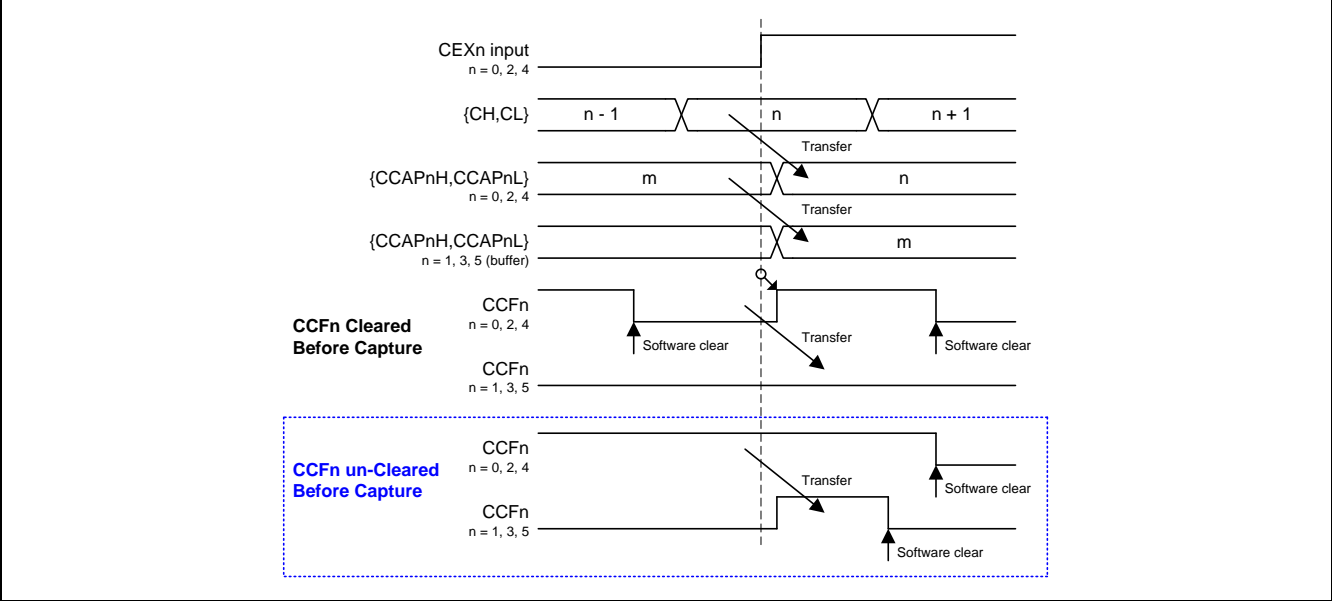 CEXn input
n = 0, 2, 4
{CH,CL}
n - 1
n
n + 1
Transfer
{CCAPnH,CCAPnL}
n = 0, 2, 4
m
n
Transfer
{CCAPnH,CCAPnL}
n = 1, 3, 5 (buffer)
m
CCFn Cleared
Before Capture
CCFn
n = 0, 2, 4
Software clear
Transfer
Software clear
CCFn
n = 1, 3, 5
CCFn un-Cleared
Before Capture
CCFn
n = 0, 2, 4
Transfer
Software clear
CCFn
n = 1, 3, 5
Software clear